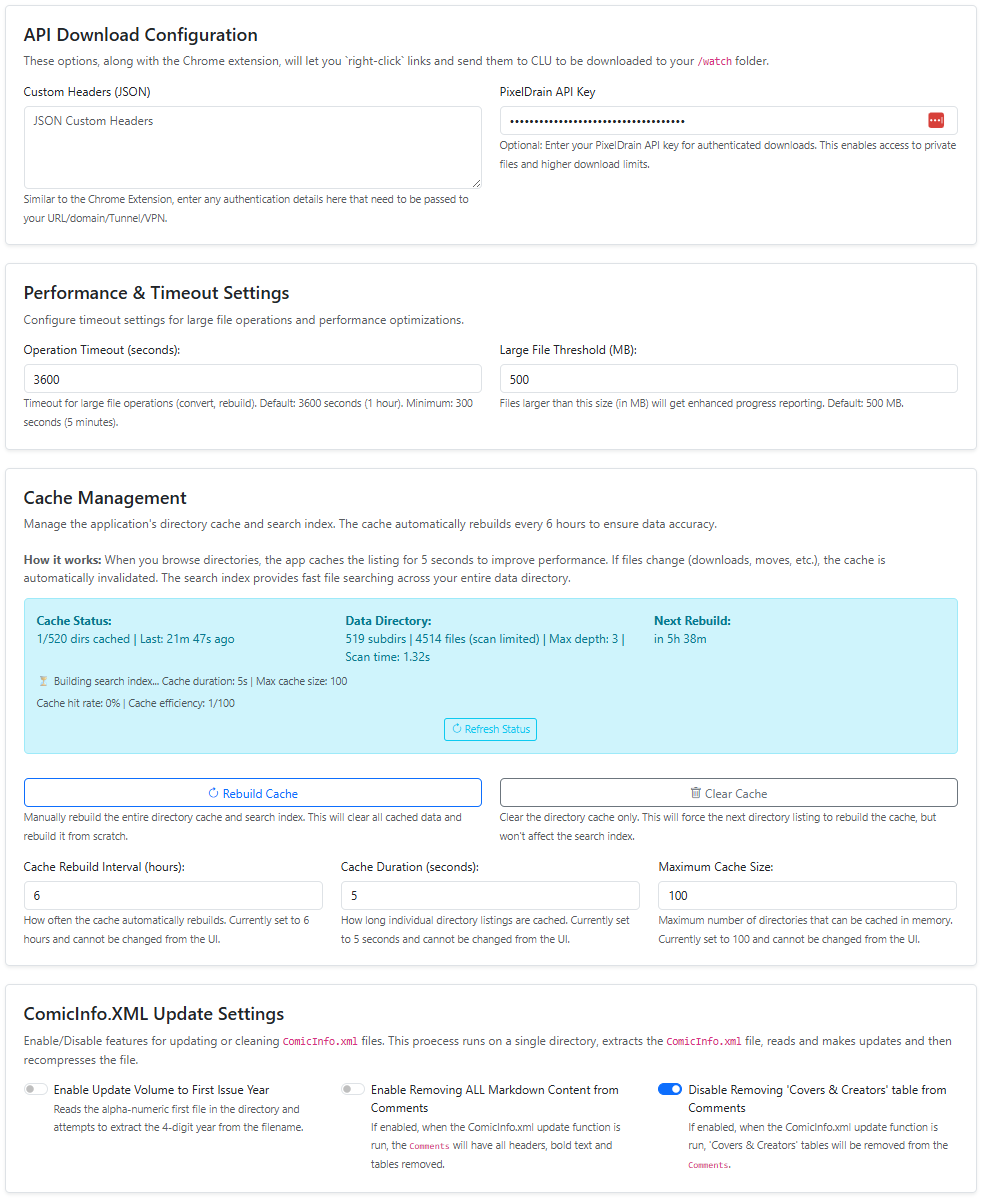 API Download Configuration
These options, along with the Chrome extension, will let you `right-click` links and send them to CLU to be downloaded to your /watch folder.
Custom Headers (JSON)
PixelDrain API Key
JSON Custom Headers
••••••••••••••••••••••••••••••••••••
Optional: Enter your PixelDrain API key for authenticated downloads. This enables access to private
files and higher download limits.
Similar to the Chrome Extension, enter any authentication details here that need to be passed to
your URL/domain/Tunnel/VPN.
Performance & Timeout Settings
Configure timeout settings for large file operations and performance optimizations.
Operation Timeout (seconds):
Large File Threshold (MB):
3600
500
Timeout for large file operations (convert, rebuild). Default: 3600 seconds (1 hour). Minimum: 300
seconds (5 minutes).
Files larger than this size (in MB) will get enhanced progress reporting. Default: 500 MB.
Cache Management
Manage the application's directory cache and search index. The cache automatically rebuilds every 6 hours to ensure data accuracy.
How it works: When you browse directories, the app caches the listing for 5 seconds to improve performance. If files change (downloads, moves, etc.), the cache is
automatically invalidated. The search index provides fast file searching across your entire data directory.
Cache Status:
1/520 dirs cached | Last: 21m 47s ago
Data Directory:
519 subdirs | 4514 files (scan limited) | Max depth: 3 |
Scan time: 1.32s
Next Rebuild:
in 5h 38m
⏳ Building search index... Cache duration: 5s | Max cache size: 100
Cache hit rate: 0% | Cache efficiency: 1/100
Refresh Status
Rebuild Cache
Clear Cache
Manually rebuild the entire directory cache and search index. This will clear all cached data and
rebuild it from scratch.
Clear the directory cache only. This will force the next directory listing to rebuild the cache, but
won't affect the search index.
Cache Rebuild Interval (hours):
Cache Duration (seconds):
Maximum Cache Size:
6
5
100
How often the cache automatically rebuilds. Currently set to 6
hours and cannot be changed from the UI.
How long individual directory listings are cached. Currently set
to 5 seconds and cannot be changed from the UI.
Maximum number of directories that can be cached in memory.
Currently set to 100 and cannot be changed from the UI.
ComicInfo.XML Update Settings
Enable/Disable features for updating or cleaning ComicInfo.xml files. This proecess runs on a single directory, extracts the ComicInfo.xml file, reads and makes updates and then
recompresses the file.
Enable Update Volume to First Issue Year
Reads the alpha-numeric first file in the directory and
attempts to extract the 4-digit year from the filename.
Enable Removing ALL Markdown Content from
Comments
If enabled, when the ComicInfo.xml update function is
run, the Comments will have all headers, bold text and
tables removed.
Disable Removing 'Covers & Creators' table from
Comments
If enabled, when the ComicInfo.xml update function is
run, 'Covers & Creators' tables will be removed from the
Comments.